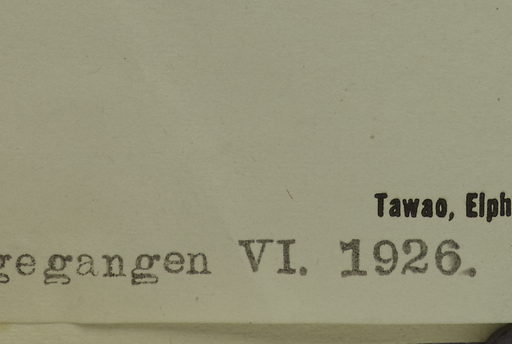 Tawao, Elph
gegangen VI. 1926.